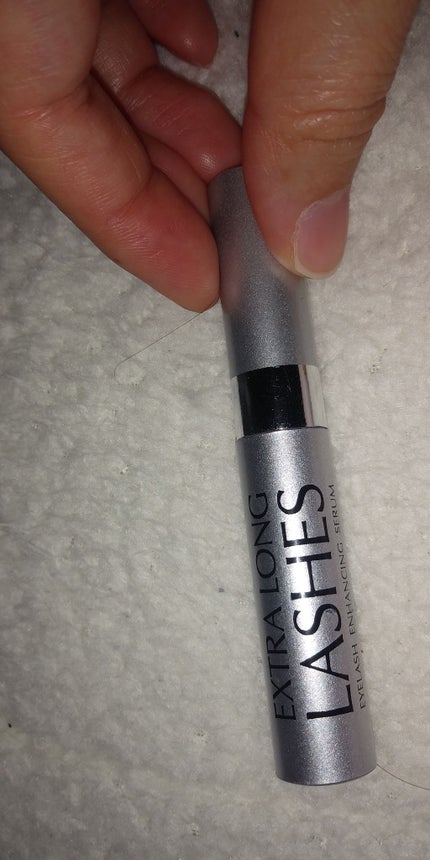 EXTRA LONG
LASHES
EYELASH ENHANCING SERUM